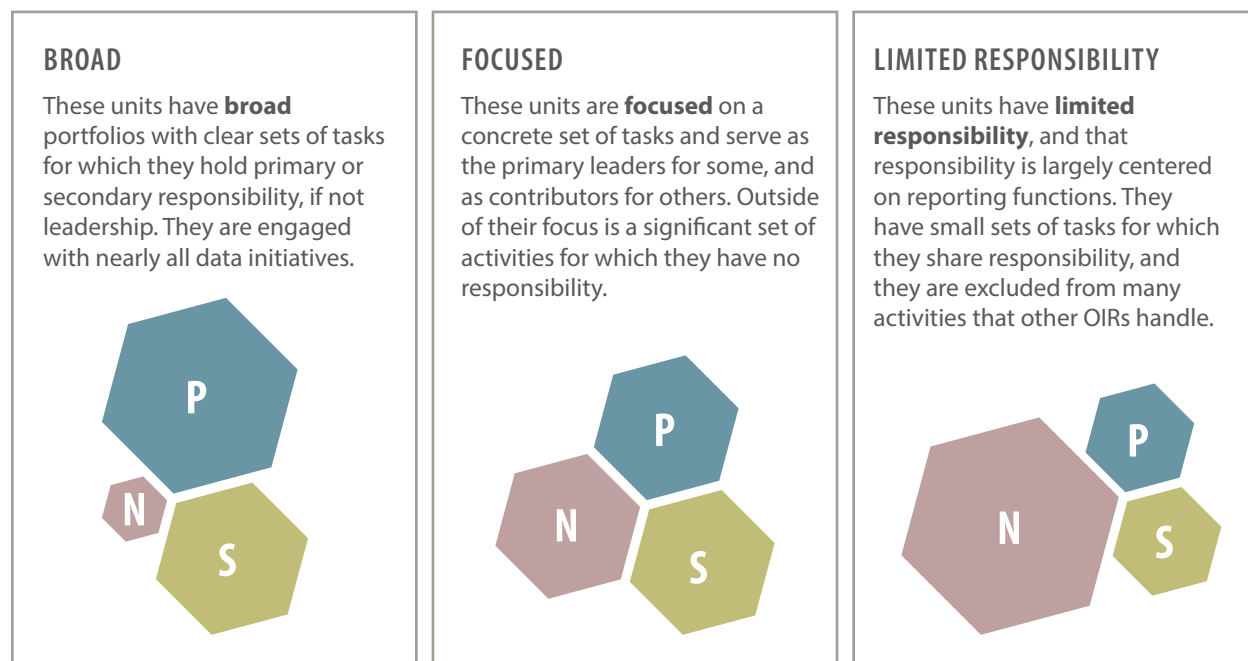 BROAD
These units have broad
portfolios with clear sets of tasks
for which they hold primary or
secondary responsibility, if not
leadership. They are engaged
with nearly all data initiatives.
P
N
S
FOCUSED
These units are focused on a
concrete set of tasks and serve as
the primary leaders for some, and
as contributors for others. Outside
of their focus is a significant set of
activities for which they have no
responsibility.
P
N
S
LIMITED RESPONSIBILITY
These units have limited
responsibility, and that
responsibility is largely centered
on reporting functions. They
have small sets of tasks for which
they share responsibility, and
they are excluded from many
activities that other OIRs handle.
P
N
S